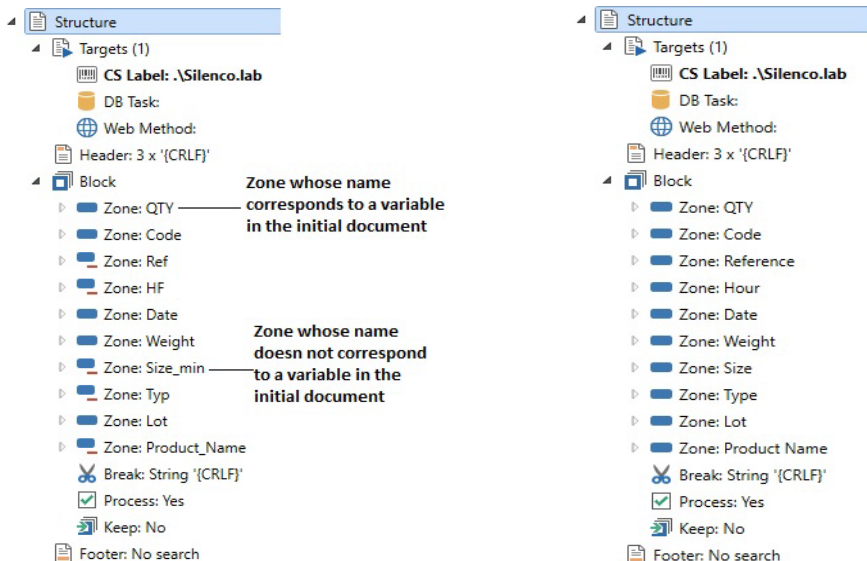 Structure
Targets (1)
CS Label: .\Silenco.lab
DB Task:
Web Method:
Header: 3 x '{CRLF}'
Block
Zone: QTY
Zone: Code
Zone: Ref
Zone: HF
Zone: Date
Zone: Weight
Zone: Size_min
Zone: Typ
Zone: Lot
Zone: Product_Name
Break: String '{CRLF}'
Process: Yes
Keep: No
Footer: No search
Zone whose name
corresponds to a variable
in the initial document
Zone whose name
doesn not correspond
to a variable in the
initial document
Structure
Targets (1)
CS Label: .\Silenco.lab
DB Task:
Web Method:
Header: 3 x '{CRLF}'
Block
Zone: QTY
Zone: Code
Zone: Reference
Zone: Hour
Zone: Date
Zone: Weight
Zone: Size
Zone: Type
Zone: Lot
Zone: Product Name
Break: String '{CRLF}'
Process: Yes
Keep: No
Footer: No search